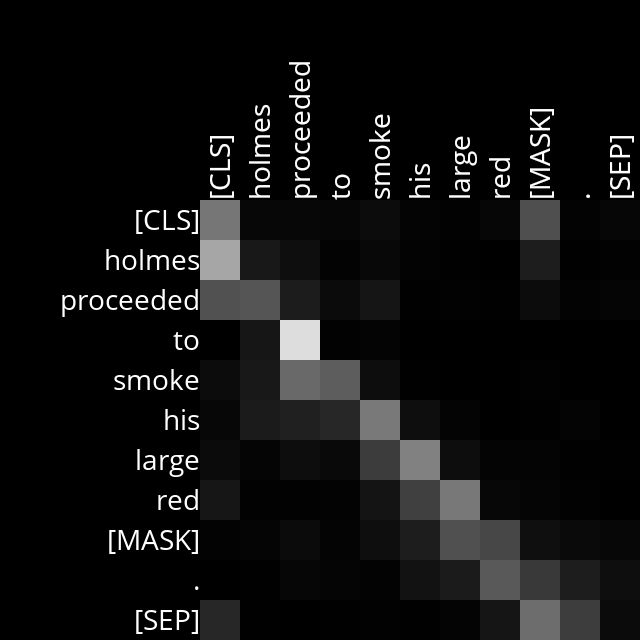 [CLS]
holmes
proceeded
to
smoke
his
large
red
[MASK]
.
[SEP]
[CLS]
holmes
proceeded
to
smoke
his
large
red
[MASK]
.
[SEP]